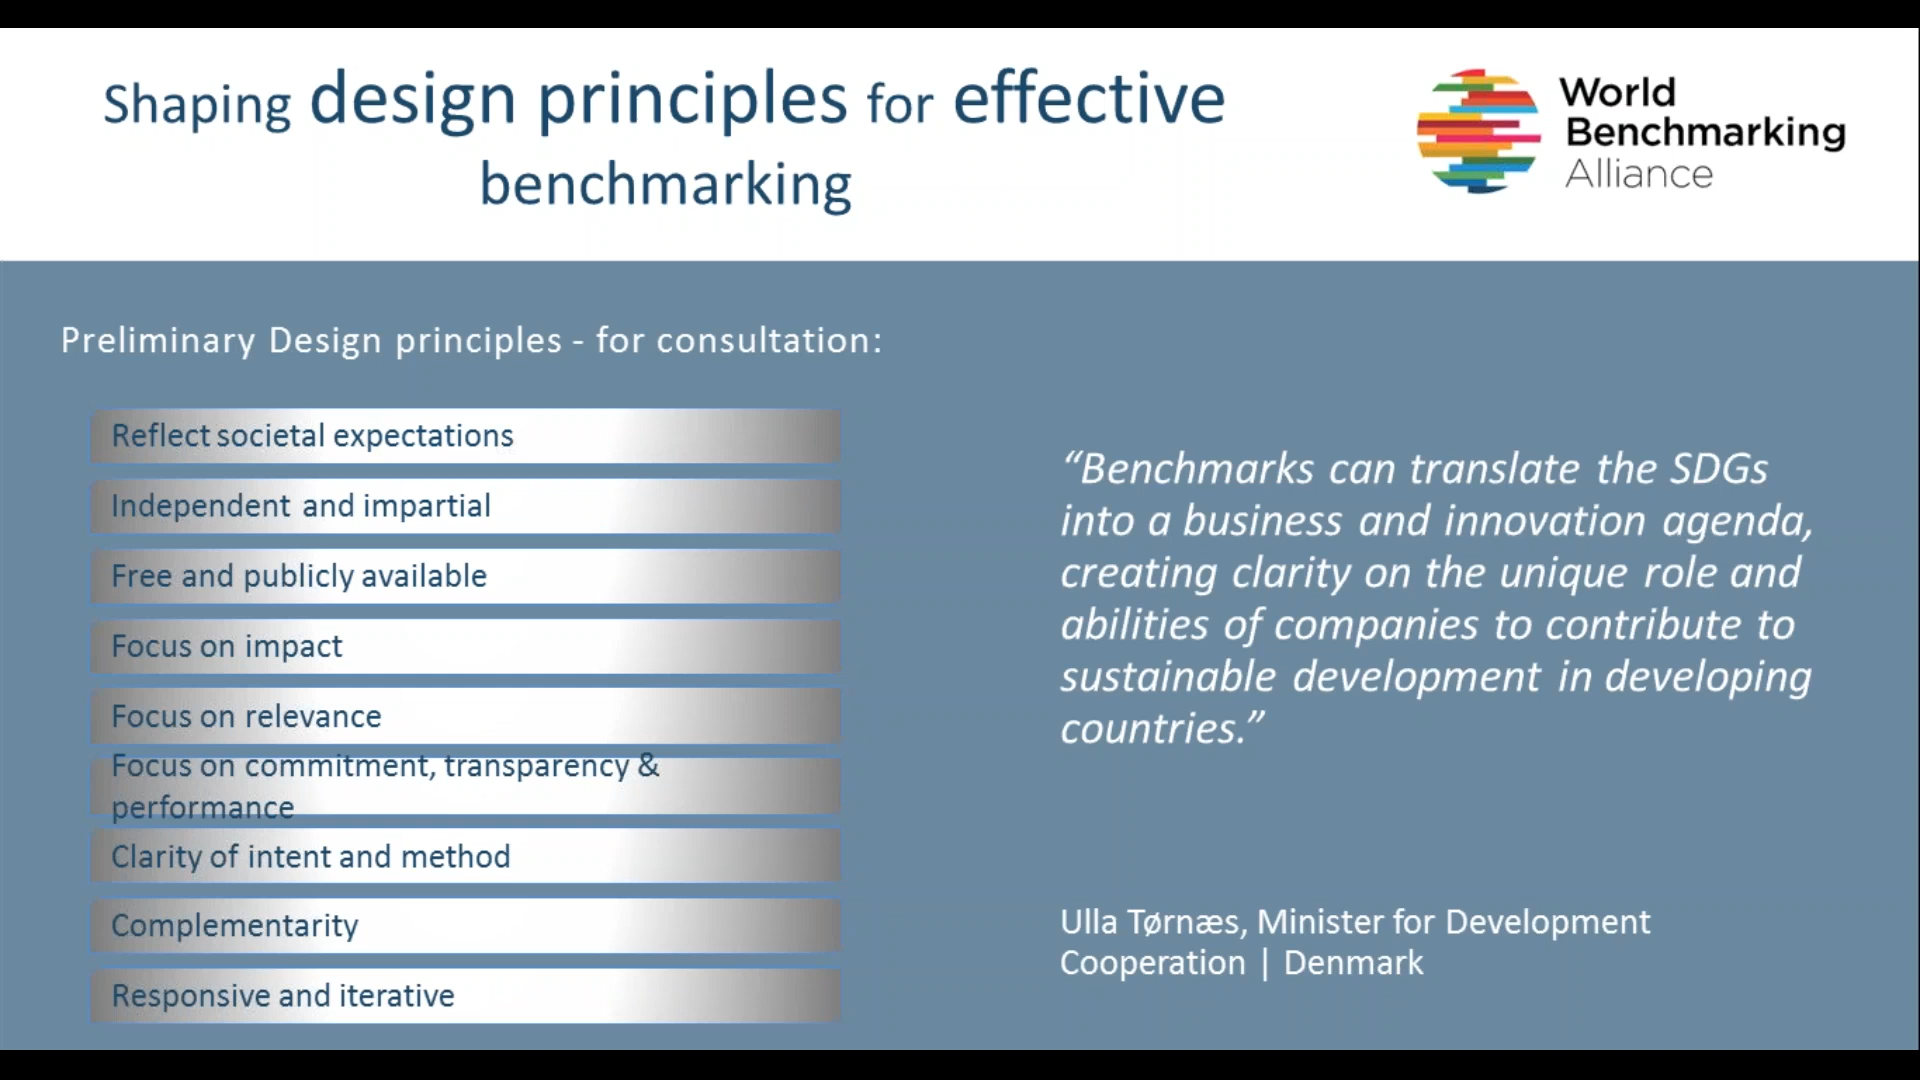 Shaping design principles for effective
benchmarking
World
Benchmarking
Alliance
Preliminary Design principles - for consultation:
Reflect societal expectations
Independent and impartial
Free and publicly available
Focus on impact
Focus on relevance
Focus on commitment, transparency &
performance
Clarity of intent and method
Complementarity
Responsive and iterative
“Benchmarks can translate the SDGs
into a business and innovation agenda,
creating clarity on the unique role and
abilities of companies to contribute to
sustainable development in developing
countries.”
Ulla Tørnæs, Minister for Development
Cooperation | Denmark